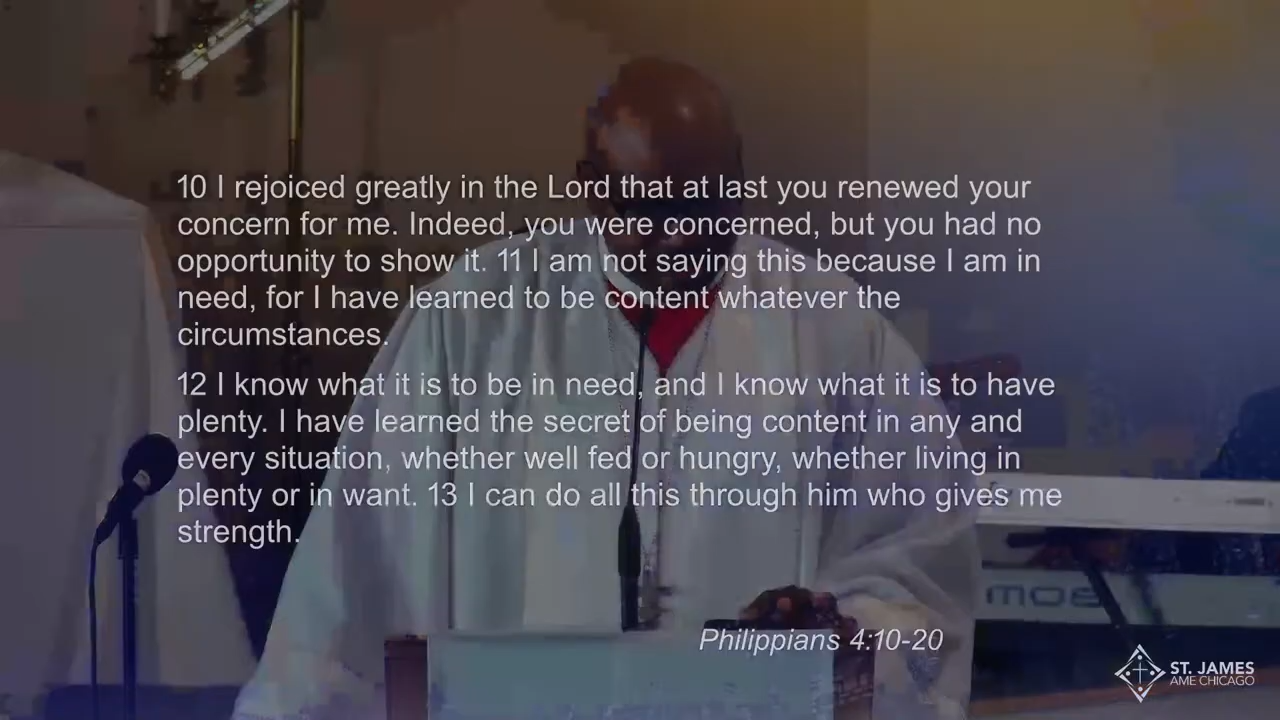 10 I rejoiced greatly in the Lord that at last you renewed your
concern for me. Indeed, you were concerned, but you had no
opportunity to show it. 11 I am not saying this because I am in
need, for I have learned to be content whatever the
circumstances.
12 I know what it is to be in need, and I know what it is to have
plenty. I have learned the secret of being content in any and
every situation, whether well fed or hungry, whether living in
plenty or in want. 13 I can do all this through him who gives me
strength.
Philippians 4:10-20
ST. JAMES
AME CHICAGO